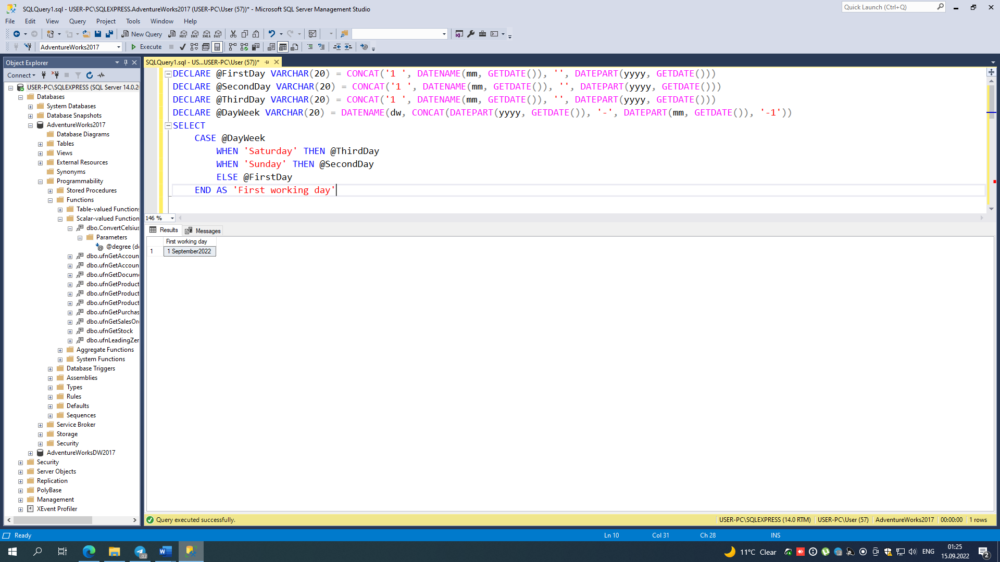 SQLQuery1.sql - USER-PC\SQLEXPRESS.AdventureWorks2017 (USER-PC\User (57))* - Microsoft SQL Server Management Studio
Quick Launch (Ctrl+Q)
File Edit View Query Project Tools Window Help
New Query
MDX DMX XMLA DAX
AdventureWorks2017
Execute
Object Explorer
Connect
USER-PC\SQLEXPRESS (SQL Server 14.0.20
Databases
System Databases
Database Snapshots
AdventureWorks2017
Database Diagrams
Tables
Views
External Resources
Synonyms
Programmability
Stored Procedures
Functions
Table-valued Functions
Scalar-valued Function
dbo.ConvertCelsius
Parameters
@degree (de
dbo.ufnGetAccoun
dbo.ufnGetAccoun
dbo.ufnGetDocume
dbo.ufnGetProduct
dbo.ufnGetProduct
dbo.ufnGetProduct
dbo.ufnGetPurchas
dbo.ufnGetSalesOr
dbo.ufnGetStock
dbo.ufnLeadingZer
Aggregate Functions
System Functions
Database Triggers
Assemblies
Types
Rules
Defaults
Sequences
Service Broker
Storage
Security
AdventureWorksDW2017
Security
Server Objects
Replication
PolyBase
Management
XEvent Profiler
SQLQuery1.sql - US...USER-PC\User (57))*
DECLARE @FirstDay VARCHAR(20) = CONCAT('1 ', DATENAME(mm, GETDATE()), '', DATEPART(yyyy, GETDATE()))
DECLARE @SecondDay VARCHAR(20) = CONCAT('1 ', DATENAME(mm, GETDATE()), '', DATEPART(yyyy, GETDATE()))
DECLARE @ThirdDay VARCHAR(20) = CONCAT('1 ', DATENAME(mm, GETDATE()), '', DATEPART(yyyy, GETDATE()))
DECLARE @DayWeek VARCHAR(20) = DATENAME(dw, CONCAT(DATEPART(yyyy, GETDATE()), '-', DATEPART(mm, GETDATE()), '-1'))
SELECT
CASE @DayWeek
WHEN 'Saturday' THEN @ThirdDay
WHEN 'Sunday' THEN @SecondDay
ELSE @FirstDay
END AS 'First working day'
146 %
Results Messages
First working day
1 1 September2022
Query executed successfully.
USER-PC\SQLEXPRESS (14.0 RTM) USER-PC\User (57) AdventureWorks2017 00:00:00 1 rows
Ready
Ln 10 Col 31 Ch 28 INS
.02
11°C Clear
ENG
01:25
15.09.2022
2